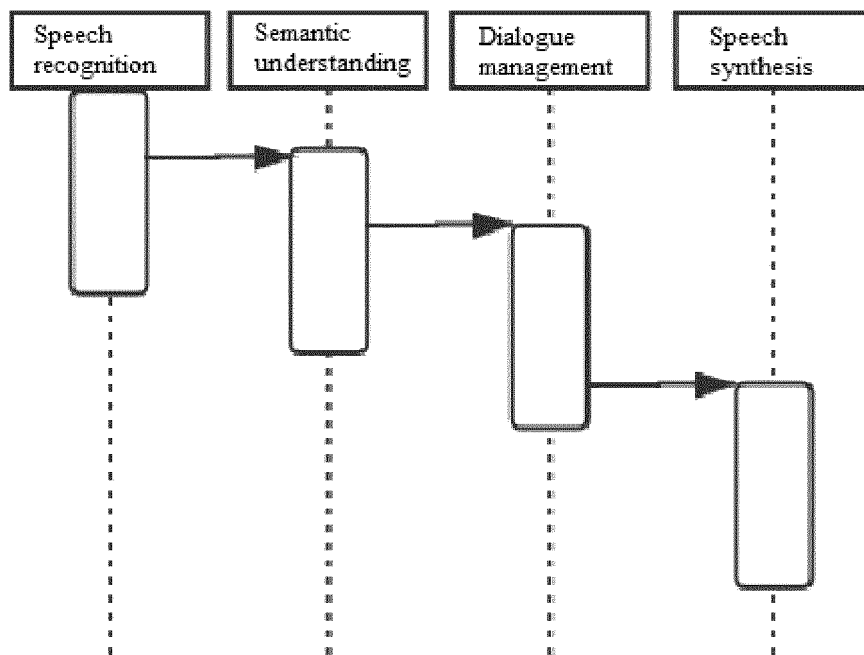 Speech
recognition
Semantic
understanding
Dialogue
management
Speech
synthesis